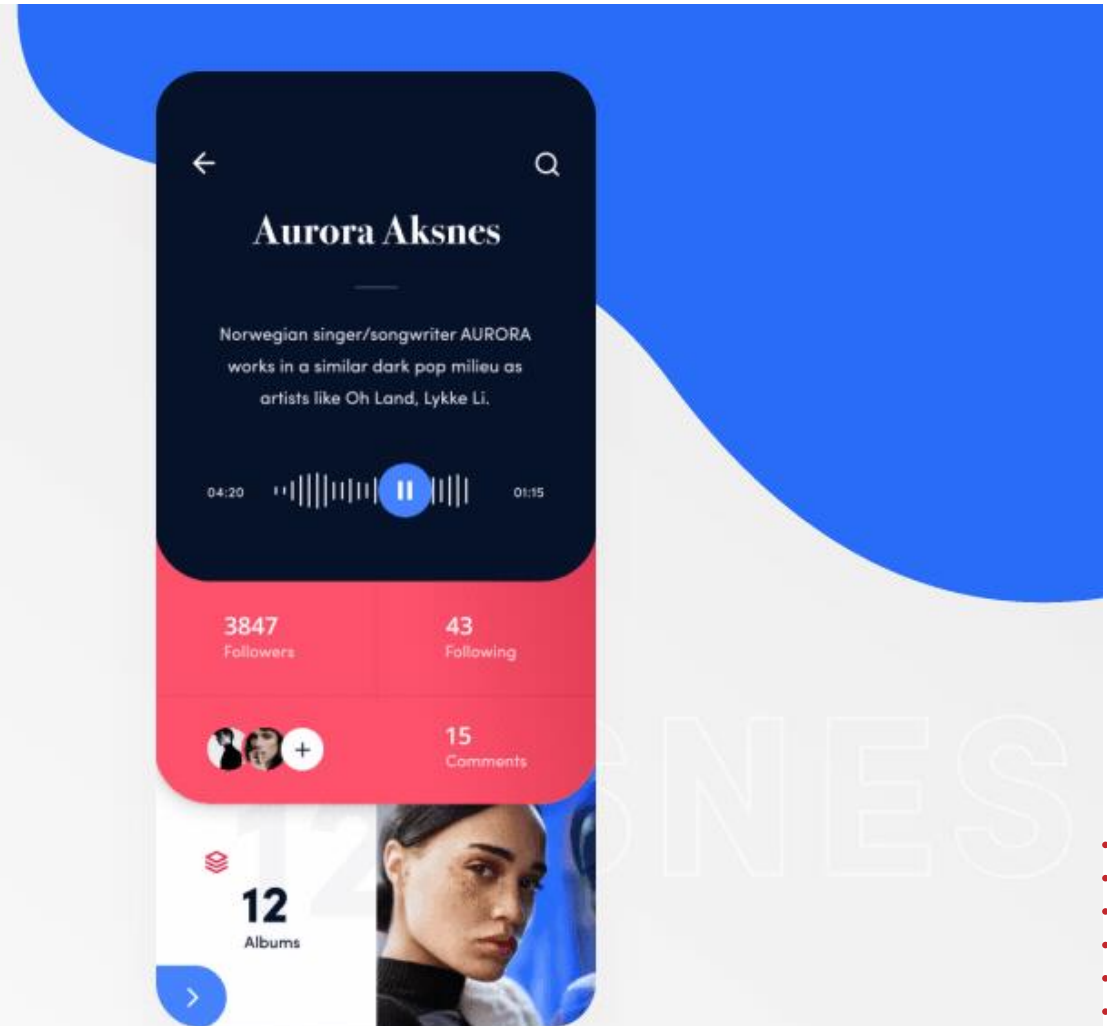 Aurora Aksnes
Norwegian singer/songwriter AURORA
works in a similar dark pop milieu as
artists like Oh Land, Lykke Li.
04:20
01:15
3847
Followers
43
Following
15
Comments
SNES
12
12
Albums